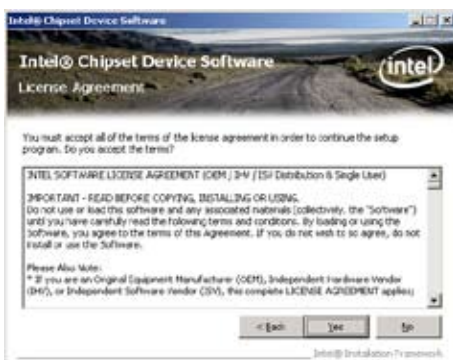 Intel® Chipset Device Software
Intel® Chipset Device Software
intel
License Agreement
You must accept all of the terms of the license agreement in order to continue the setup
program. Do you accept the terms?
INTEL SOFTWARE LICENSE AGREEMENT (OEM / IHV / ISV Distribution & Single User)
IMPORTANT - READ BEFORE COPYING, INSTALLING OR USING.
Do not use or load this software and any associated materials (collectively, the "Software")
until you have carefully read the following terms and conditions. By loading or using the
Software, you agree to the terms of this Agreement. If you do not wish to so agree, do not
install or use the Software.
Please Also Note:
* If you are an Original Equipment Manufacturer (OEM), Independent Hardware Vendor
(IHV), or Independent Software Vendor (ISV), this complete LICENSE AGREEMENT applies;
< Back
Yes
No
Intel® Installation Framework